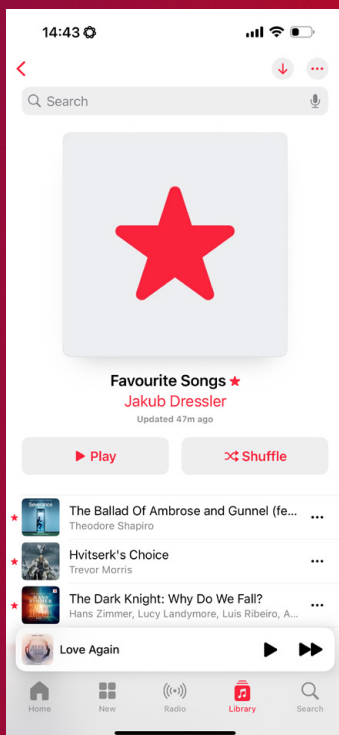 14:43
Search
Favourite Songs
Jakub Dressler
Updated 47m ago
Play
Shuffle
Severance
The Ballad Of Ambrose and Gunnel (fe...
Theodore Shapiro
Hvitserk's Choice
Trevor Morris
The Dark Knight: Why Do We Fall?
Hans Zimmer, Lucy Landymore, Luis Ribeiro, A...
Love Again
Home
New
Radio
Library
Search